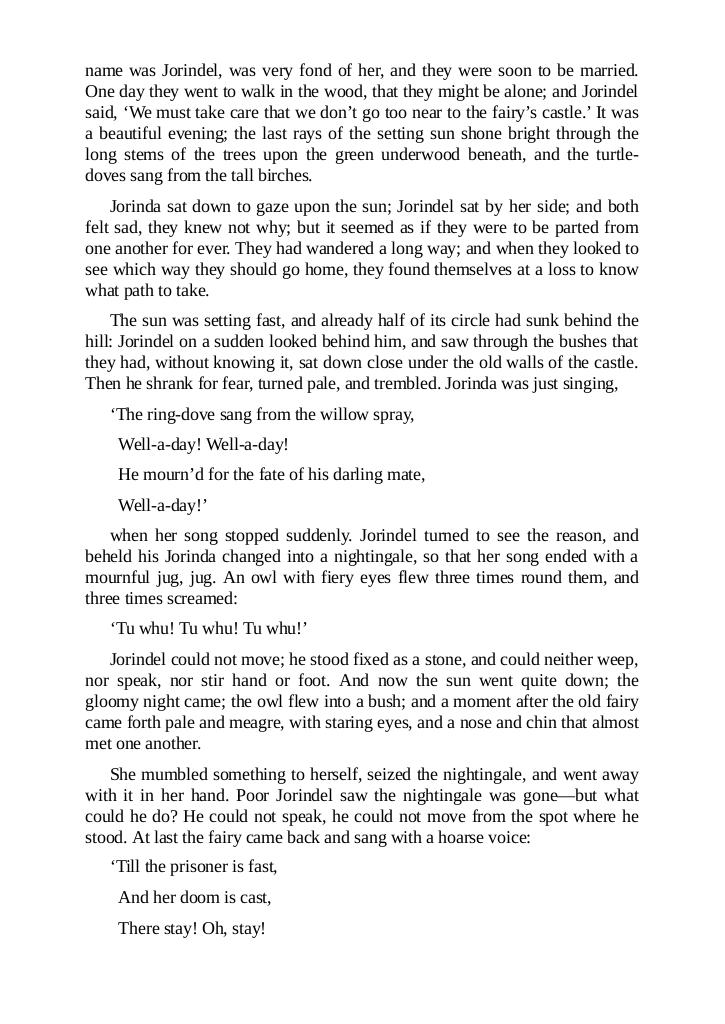 name was Jorindel, was very fond of her, and they were soon to be married.
One day they went to walk in the wood, that they might be alone; and Jorindel
said, ‘We must take care that we don’t go too near to the fairy’s castle.’ It was
a beautiful evening; the last rays of the setting sun shone bright through the
long stems of the trees upon the green underwood beneath, and the turtle-
doves sang from the tall birches.
Jorinda sat down to gaze upon the sun; Jorindel sat by her side; and both
felt sad, they knew not why; but it seemed as if they were to be parted from
one another for ever. They had wandered a long way; and when they looked to
see which way they should go home, they found themselves at a loss to know
what path to take.
The sun was setting fast, and already half of its circle had sunk behind the
hill: Jorindel on a sudden looked behind him, and saw through the bushes that
they had, without knowing it, sat down close under the old walls of the castle.
Then he shrank for fear, turned pale, and trembled. Jorinda was just singing,
‘The ring-dove sang from the willow spray,
Well-a-day! Well-a-day!
He mourn’d for the fate of his darling mate,
Well-a-day!’
when her song stopped suddenly. Jorindel turned to see the reason, and
beheld his Jorinda changed into a nightingale, so that her song ended with a
mournful jug, jug. An owl with fiery eyes flew three times round them, and
three times screamed:
‘Tu whu! Tu whu! Tu whu!’
Jorindel could not move; he stood fixed as a stone, and could neither weep,
nor speak, nor stir hand or foot. And now the sun went quite down; the
gloomy night came; the owl flew into a bush; and a moment after the old fairy
came forth pale and meagre, with staring eyes, and a nose and chin that almost
met one another.
She mumbled something to herself, seized the nightingale, and went away
with it in her hand. Poor Jorindel saw the nightingale was gone—but what
could he do? He could not speak, he could not move from the spot where he
stood. At last the fairy came back and sang with a hoarse voice:
‘Till the prisoner is fast,
And her doom is cast,
There stay! Oh, stay!